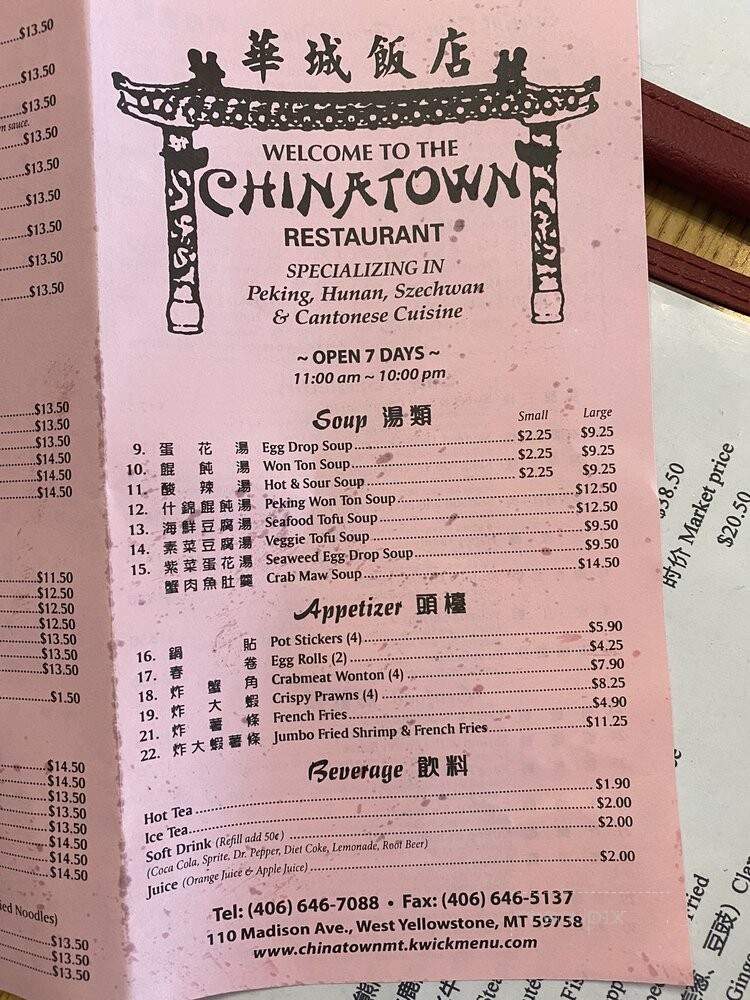 華城飯店
WELCOME TO THE
CHINATOWN
RESTAURANT
SPECIALIZING IN
Peking, Hunan, Szechwan
& Cantonese Cuisine
~ OPEN 7 DAYS ~
11:00 am ~ 10:00 pm
Soup 湯類 Small Large
9. 蛋花湯 Egg Drop Soup $2.25 $9.25
10. 餛飩湯 Won Ton Soup $2.25 $9.25
11. 酸辣湯 Hot & Sour Soup $2.25 $9.25
12. 什錦餛飩湯 Peking Won Ton Soup $12.50
13. 海鮮豆腐湯 Seafood Tofu Soup $12.50
14. 素菜豆腐湯 Veggie Tofu Soup $9.50
15. 紫菜蛋花湯 Seaweed Egg Drop Soup $9.50
蟹肉魚肚羹 Crab Maw Soup $14.50
Appetizer 頭檯
16. 鍋貼 Pot Stickers (4) $5.90
17. 春卷 Egg Rolls (2) $4.25
18. 炸蟹角 Crabmeat Wonton (4) $7.90
19. 炸大蝦 Crispy Prawns (4) $8.25
21. 炸薯條 French Fries $4.90
22. 炸大蝦薯條 Jumbo Fried Shrimp & French Fries $11.25
Beverage 飲料
Hot Tea $1.90
Ice Tea $2.00
Soft Drink (Refill add 50¢) $2.00
(Coca Cola, Sprite, Dr. Pepper, Diet Coke, Lemonade, Root Beer)
Juice (Orange Juice & Apple Juice) $2.00
Tel: (406) 646-7088 • Fax: (406) 646-5137
110 Madison Ave., West Yellowstone, MT 59758
www.chinatownmt.kwickmenu.com
$13.50
$13.50
$13.50
sauce.
$13.50
$13.50
$13.50
$13.50
$13.50
$13.50
$13.50
$13.50
$13.50
$14.50
$14.50
$14.50
$11.50
$12.50
$12.50
$12.50
$13.50
$13.50
$13.50
$1.50
$14.50
$14.50
$13.50
$13.50
$13.50
$14.50
$14.50
$14.50
Noodles)
$13.50
$13.50
$13.50
$38.50
时价 Market price
$20.50
豆豉)